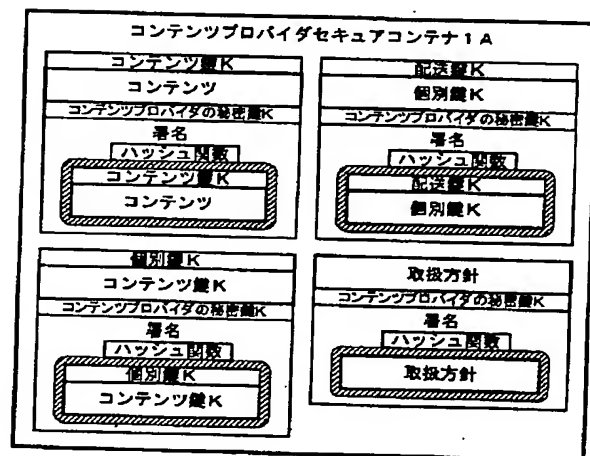 コンテンツプロバイダセキュアコンテナ1A
コンテンツ鍵K
コンテンツ
コンテンツプロバイダの秘密鍵K
署名
ハッシュ関数
コンテンツ鍵K
コンテンツ
配送鍵K
個別鍵K
コンテンツプロバイダの秘密鍵K
署名
ハッシュ関数
配送鍵K
個別鍵K
個別鍵K
コンテンツ鍵K
コンテンツプロバイダの秘密鍵K
署名
ハッシュ関数
個別鍵K
コンテンツ鍵K
取扱方針
コンテンツプロバイダの秘密鍵K
署名
ハッシュ関数
取扱方針